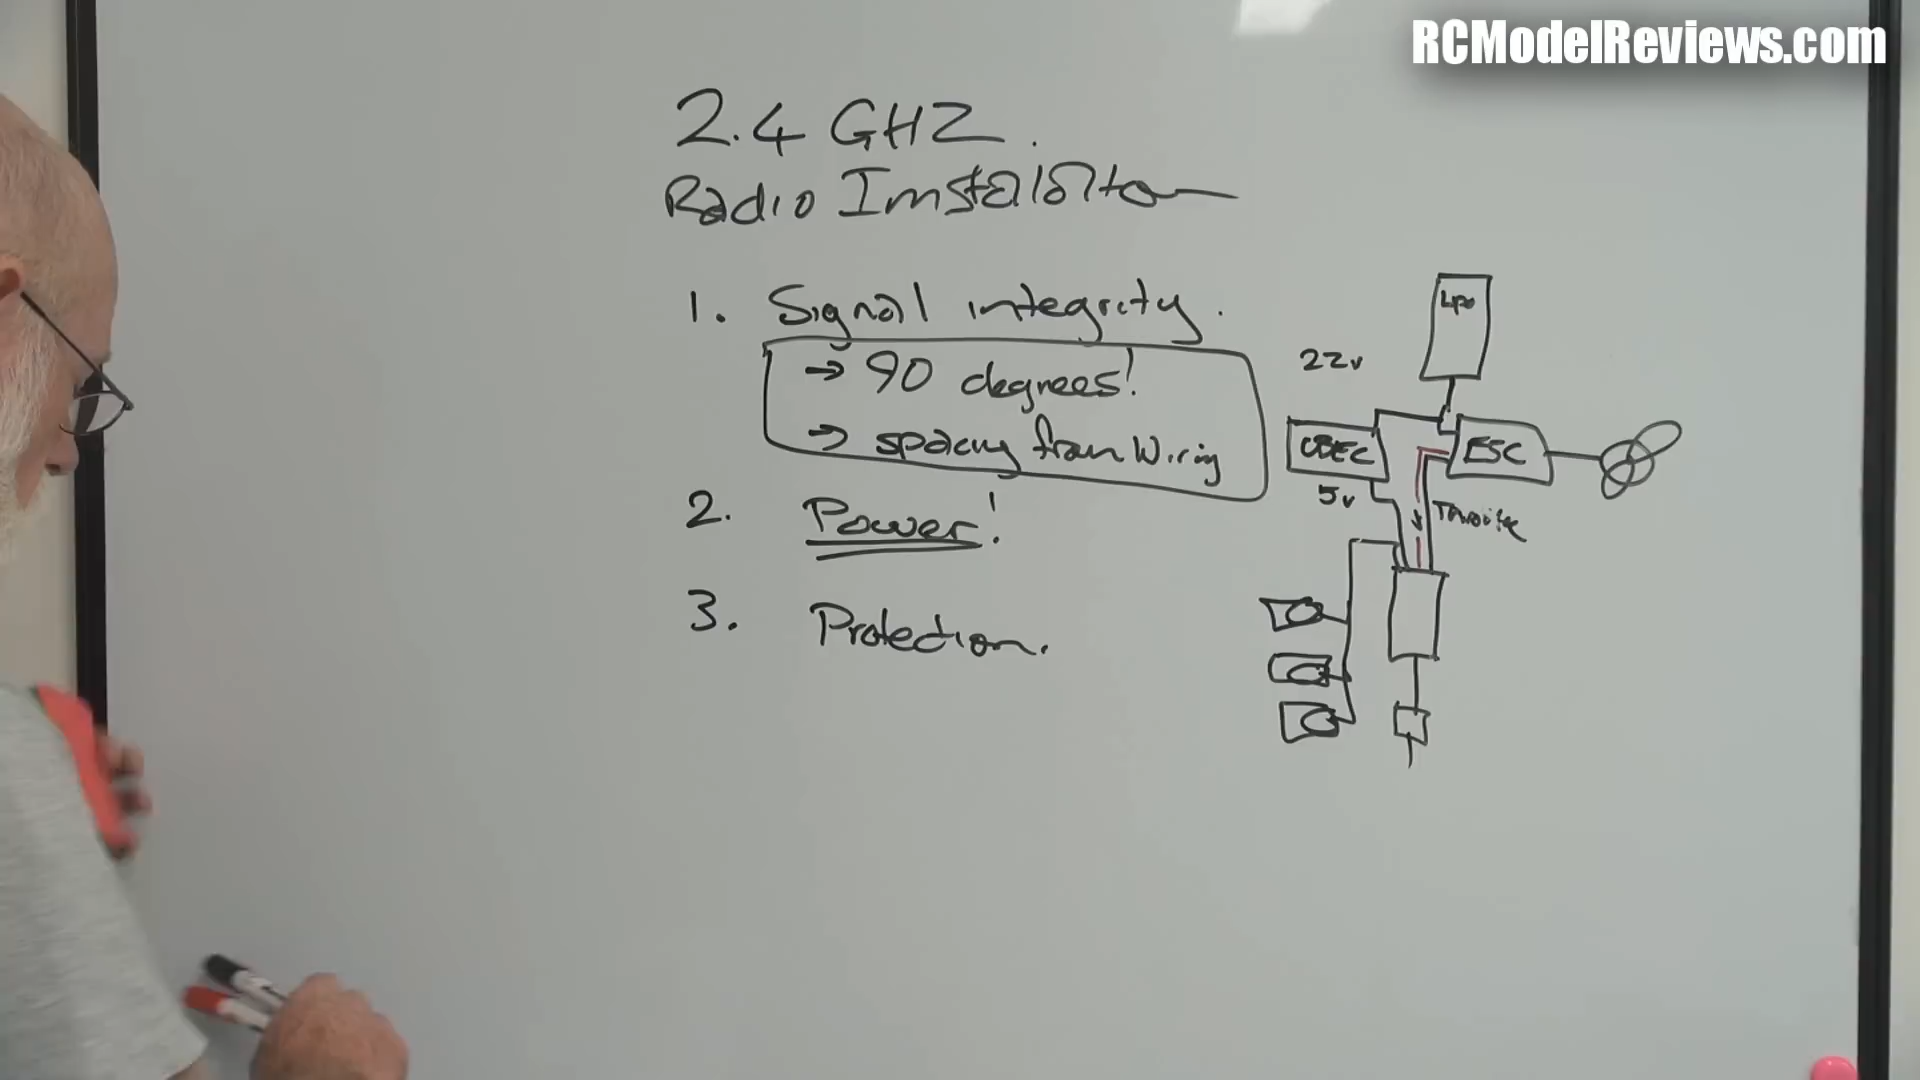 RCModelReviews.com
2.4 GHZ.
Radio Installation
1. Signal integrity.
→ 90 degrees!
→ spacing from Wiring
2. Power!
3. Protection.
Lipo
22v
UBEC
ESC
5v